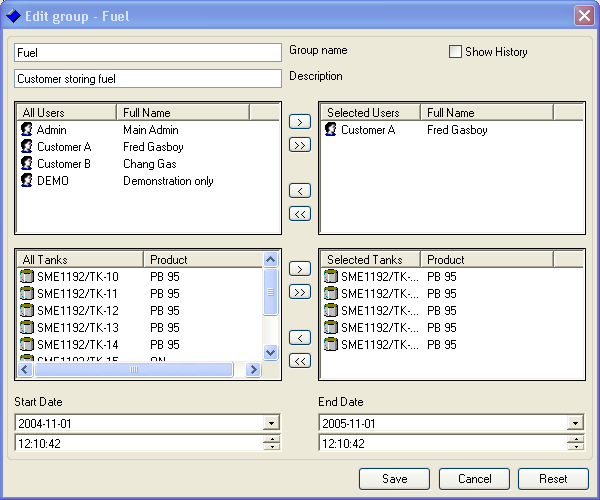 Edit group - Fuel
Fuel Group name Show History
Customer storing fuel Description
All Users Full Name
Admin Main Admin
Customer A Fred Gasboy
Customer B Chang Gas
DEMO Demonstration only
>
>>
<
<<
Selected Users Full Name
Customer A Fred Gasboy
All Tanks Product
SME1192/TK-10 PB 95
SME1192/TK-11 PB 95
SME1192/TK-12 PB 95
SME1192/TK-13 PB 95
SME1192/TK-14 PB 95
SME1192/TK-15 ON
>
>>
<
<<
Selected Tanks Product
SME1192/TK-... PB 95
SME1192/TK-... PB 95
SME1192/TK-... PB 95
SME1192/TK-... PB 95
SME1192/TK-... PB 95
Start Date End Date
2004-11-01 2005-11-01
12:10:42 12:10:42
Save Cancel Reset